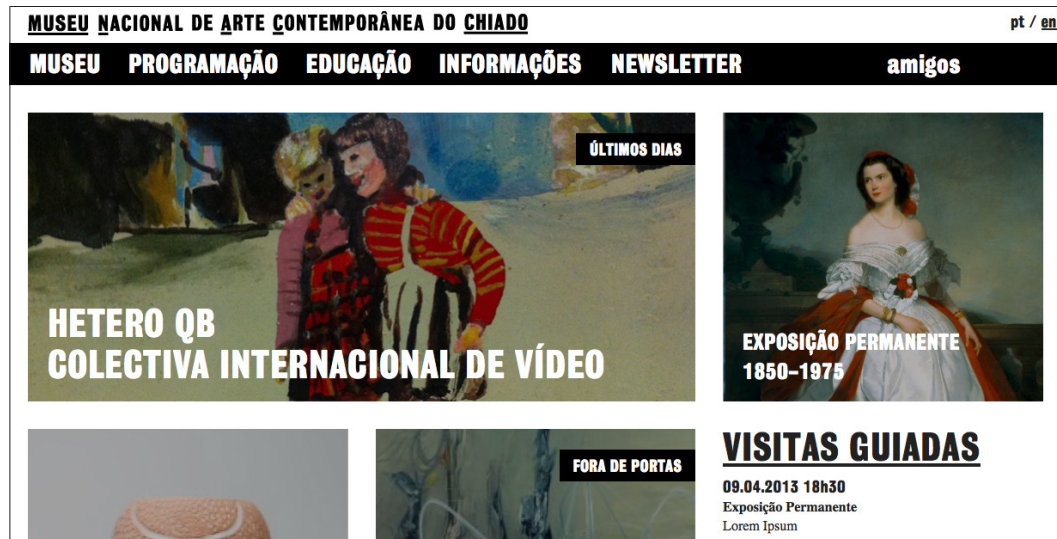 MUSEU NACIONAL DE ARTE CONTEMPORÂNEA DO CHIADO
pt / en
MUSEU PROGRAMAÇÃO EDUCAÇÃO INFORMAÇÕES NEWSLETTER amigos
ÚLTIMOS DIAS
HETERO QB
COLECTIVA INTERNACIONAL DE VÍDEO
EXPOSIÇÃO PERMANENTE
1850–1975
FORA DE PORTAS
VISITAS GUIADAS
09.04.2013 18h30
Exposição Permanente
Lorem Ipsum